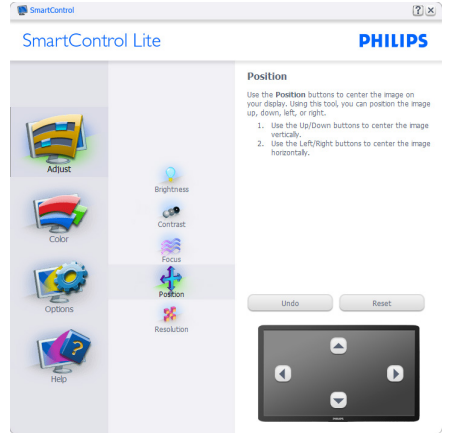 SmartControl
SmartControl Lite
PHILIPS
Adjust
Color
Options
Help
Brightness
Contrast
Focus
Position
Resolution
Position
Use the Position buttons to center the image on
your display. Using this tool, you can position the image
up, down, left, or right.
1. Use the Up/Down buttons to center the image
vertically.
2. Use the Left/Right buttons to center the image
horzontally.
Undo
Reset
PHILIPS